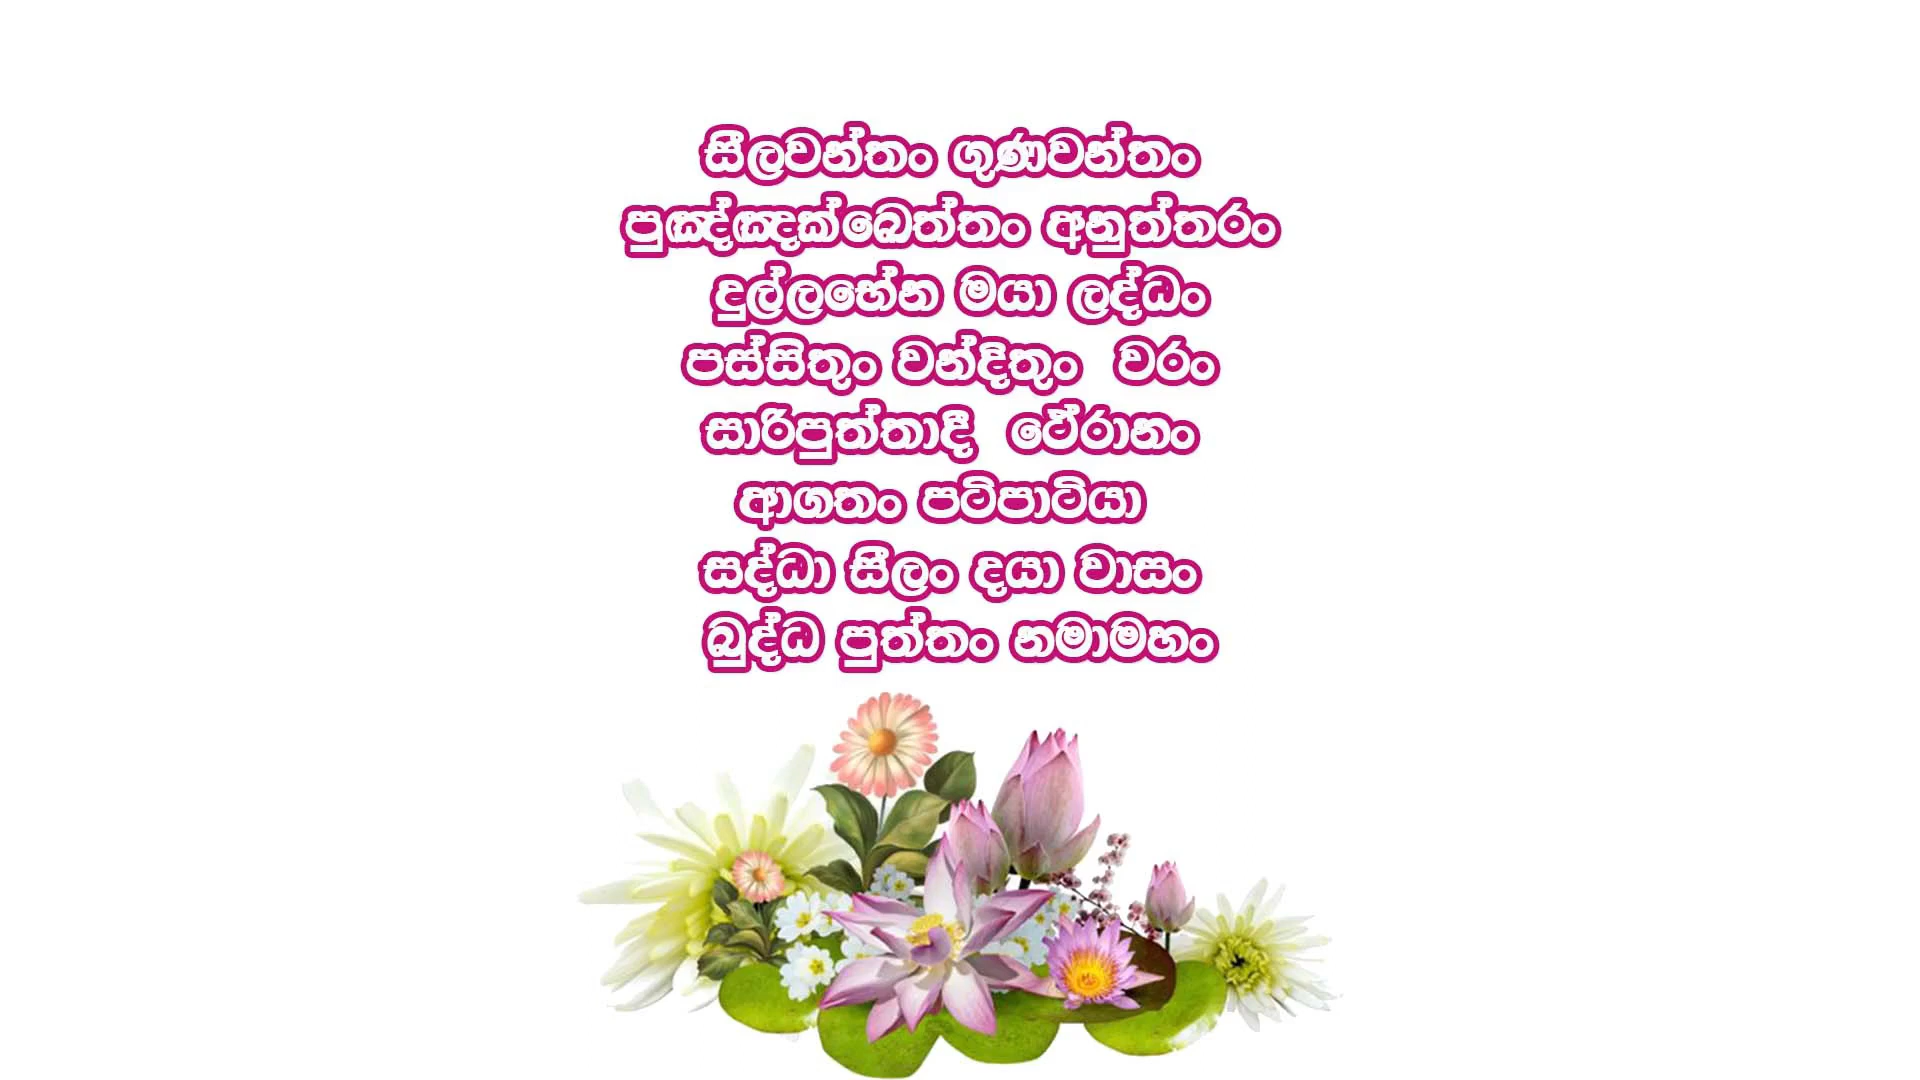 සීලවන්තං ගුණවන්තං
පුඤ්ඤක්ඛෙත්තං අනුත්තරං
දුල්ලභේන මයා ලද්ධං
පස්සිතුං වන්දිතුං වරං
සාරිපුත්තාදී ථේරානං
ආගතං පටිපාටියා
සද්ධා සීලං දයා වාසං
බුද්ධ පුත්තං නමාමහං